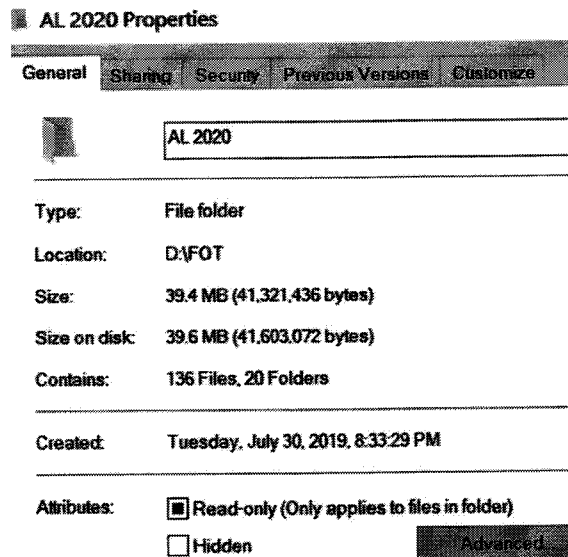 AL 2020 Properties
General Sharing Security Previous Versions Customize
AL 2020
Type: File folder
Location: D:\FOT
Size: 39.4 MB (41,321,436 bytes)
Size on disk: 39.6 MB (41,603,072 bytes)
Contains: 136 Files, 20 Folders
Created: Tuesday, July 30, 2019, 8:33:29 PM
Attributes: Read-only (Only applies to files in folder)
Hidden Advanced